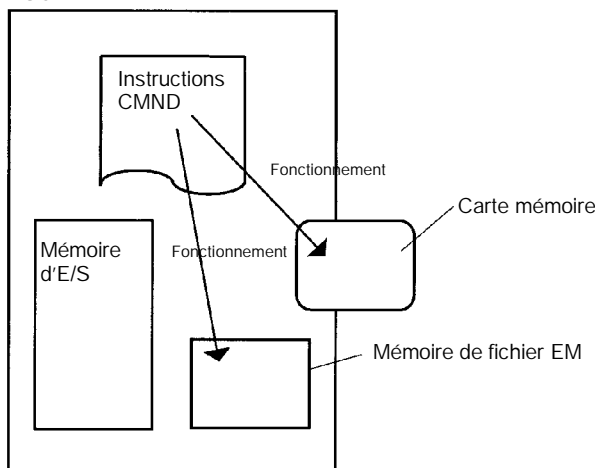 Instructions
CMND
Fonctionnement
Carte mémoire
Mémoire
d'E/S
Fonctionnement
Mémoire de fichier EM